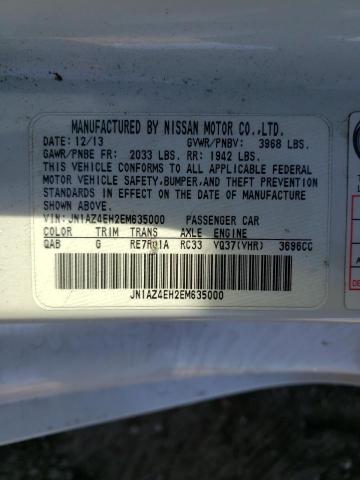 MANUFACTURED BY NISSAN MOTOR CO.,LTD.
DATE: 12/13 GVWR/PNBV: 3968 LBS.
GAWR/PNBE FR: 2033 LBS. RR: 1942 LBS.
THIS VEHICLE CONFORMS TO ALL APPLICABLE FEDERAL
MOTOR VEHICLE SAFETY, BUMPER, AND THEFT PREVENTION
STANDARDS IN EFFECT ON THE DATE OF MANUFACTURE
SHOWN ABOVE.
VIN: JN1AZ4EH2EM635000 PASSENGER CAR
COLOR TRIM TRANS AXLE ENGINE
QAB G RE7R01A RC33 VQ37(VHR) 3696CC
JN1AZ4EH2EM635000